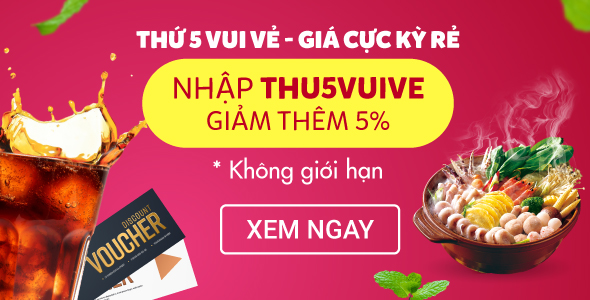 THỨ 5 VUI VẺ - GIÁ CỰC KỲ RẺ
NHẬP THU5VUIVE
GIẢM THÊM 5%
* Không giới hạn
XEM NGAY
DISCOUNT
VOUCHER